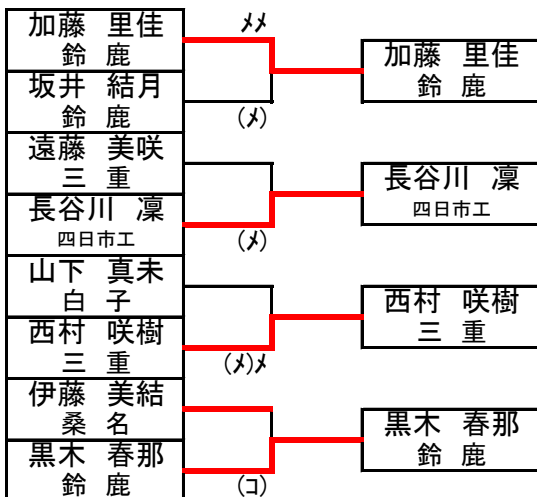 加藤 里佳
鈴 鹿
坂井 結月
鈴 鹿
遠藤 美咲
三 重
長谷川 凜
四日市工
山下 真未
白 子
西村 咲樹
三 重
伊藤 美結
桑 名
黒木 春那
鈴 鹿
メメ
(メ)
(メ)
(メ)メ
(コ)
加藤 里佳
鈴 鹿
長谷川 凜
四日市工
西村 咲樹
三 重
黒木 春那
鈴 鹿